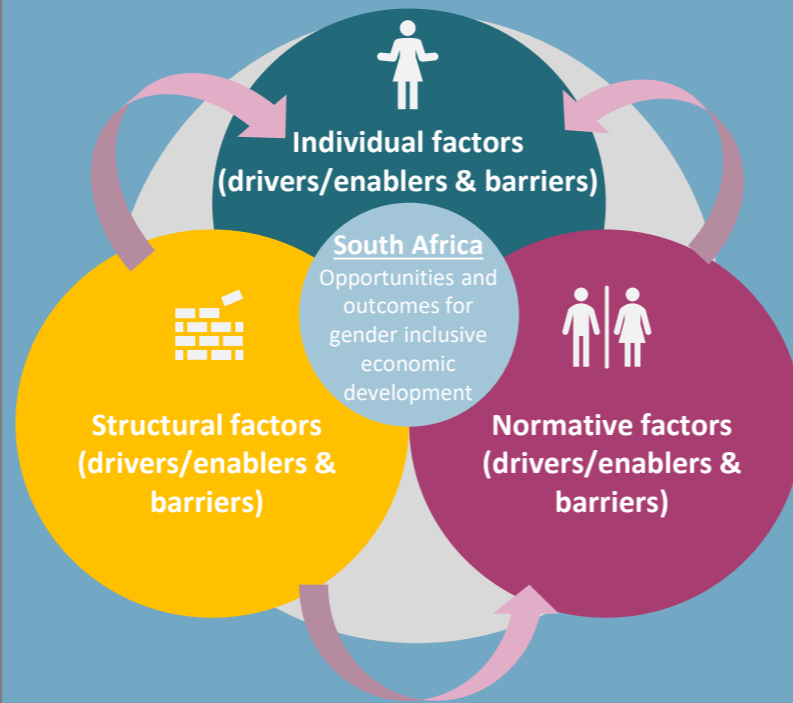 Individual factors
(drivers/enablers & barriers)
South Africa
Opportunities and
outcomes for
gender inclusive
economic
development
Structural factors
(drivers/enablers &
barriers)
Normative factors
(drivers/enablers &
barriers)